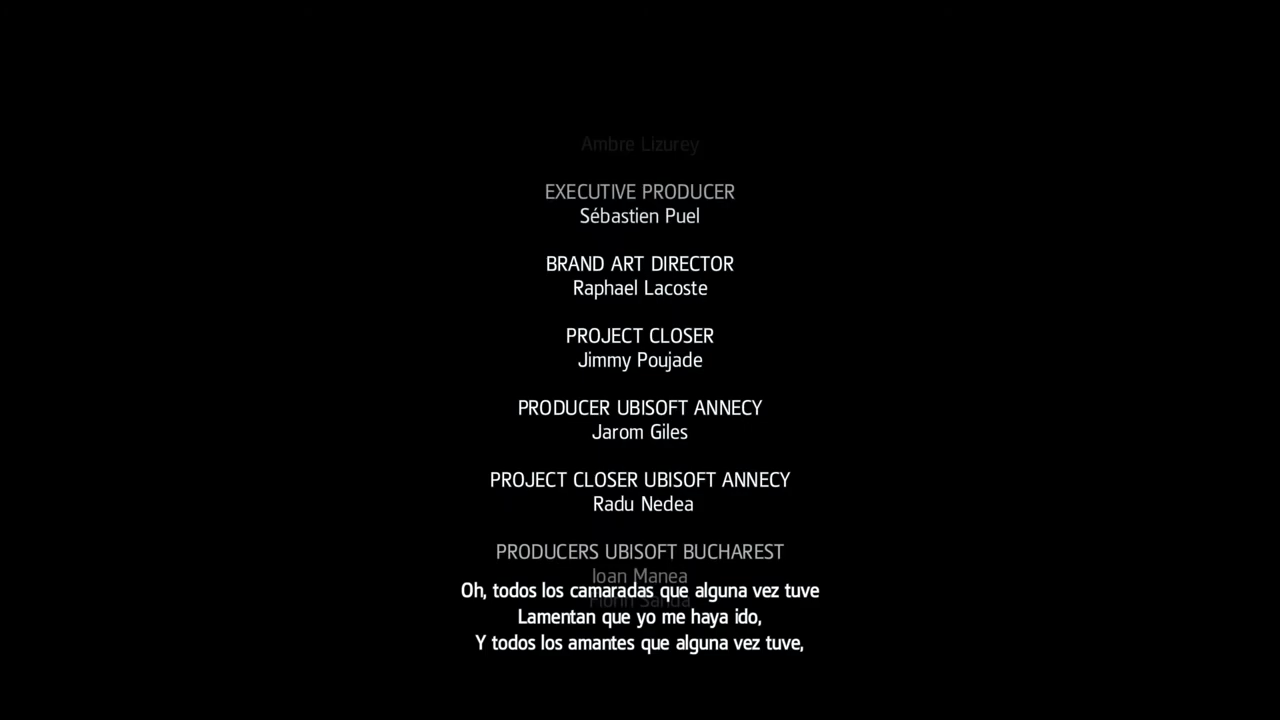 Ambre Lizurey
EXECUTIVE PRODUCER
Sébastien Puel
BRAND ART DIRECTOR
Raphael Lacoste
PROJECT CLOSER
Jimmy Poujade
PRODUCER UBISOFT ANNECY
Jarom Giles
PROJECT CLOSER UBISOFT ANNECY
Radu Nedea
PRODUCERS UBISOFT BUCHAREST
Ioan Manea
Florin Sanda
Oh, todos los camaradas que alguna vez tuve
Lamentan que yo me haya ido,
Y todos los amantes que alguna vez tuve,